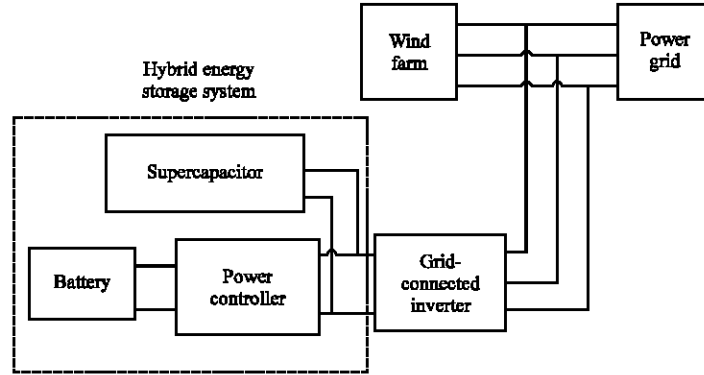 Wind
farm
Power
grid
Hybrid energy
storage system
Supercapacitor
Battery
Power
controller
Grid-
connected
inverter